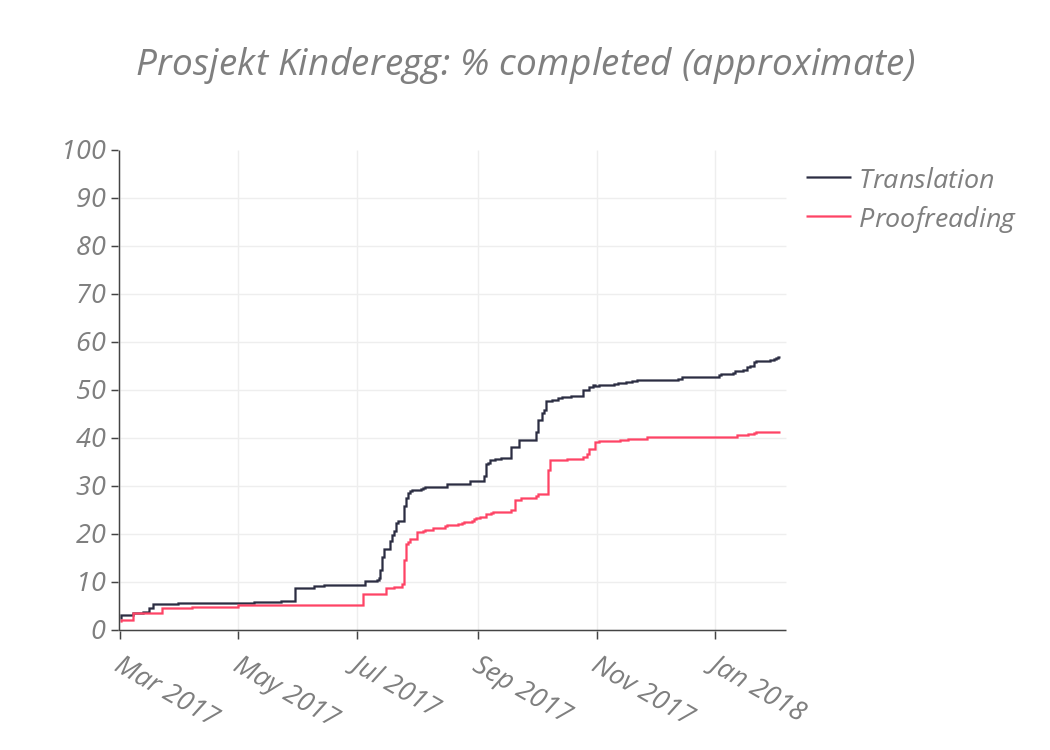 Prosjekt Kinderegg: % completed (approximate)
100
90
80
70
60
50
40
30
20
10
0
Translation
Proofreading
Mar 2017
May 2017
Jul 2017
Sep 2017
Nov 2017
Jan 2018